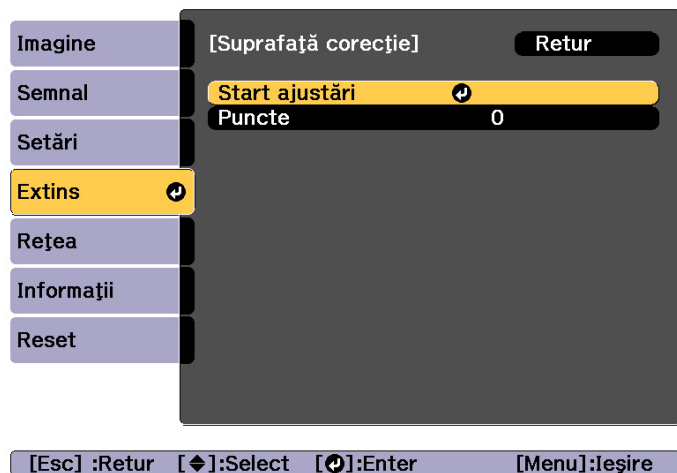 Imagine
Semnal
Setări
Extins
Reţea
Informaţii
Reset
[Suprafaţă corecţie] Retur
Start ajustări
Puncte 0
[Esc] :Retur [◆]:Select [↵]:Enter [Menu]:Ieşire